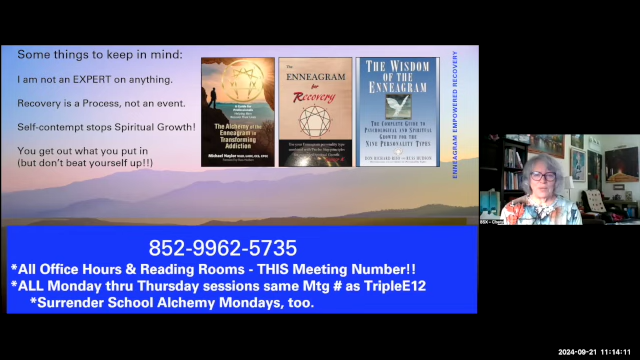 Some things to keep in mind:
I am not an EXPERT on anything.
Recovery is a Process, not an event.
Self-contempt stops Spiritual Growth!
You get out what you put in
(but don't beat yourself up!!)
The Alchemy of the
Enneagram in
Transforming
Addiction
Michael Naylor
The
ENNEAGRAM
for
Recovery
THE WISDOM
OF THE
ENNEAGRAM
THE COMPLETE GUIDE TO
PSYCHOLOGICAL AND SPIRITUAL
GROWTH FOR THE
NINE PERSONALITY TYPES
DON RICHARD RISO AND RUSS HUDSON
ENNEAGRAM EMPOWERED RECOVERY
852-9962-5735
*All Office Hours & Reading Rooms - THIS Meeting Number!!
*ALL Monday thru Thursday sessions same Mtg # as TripleE12
*Surrender School Alchemy Mondays, too.
2024-09-21 11:14:11